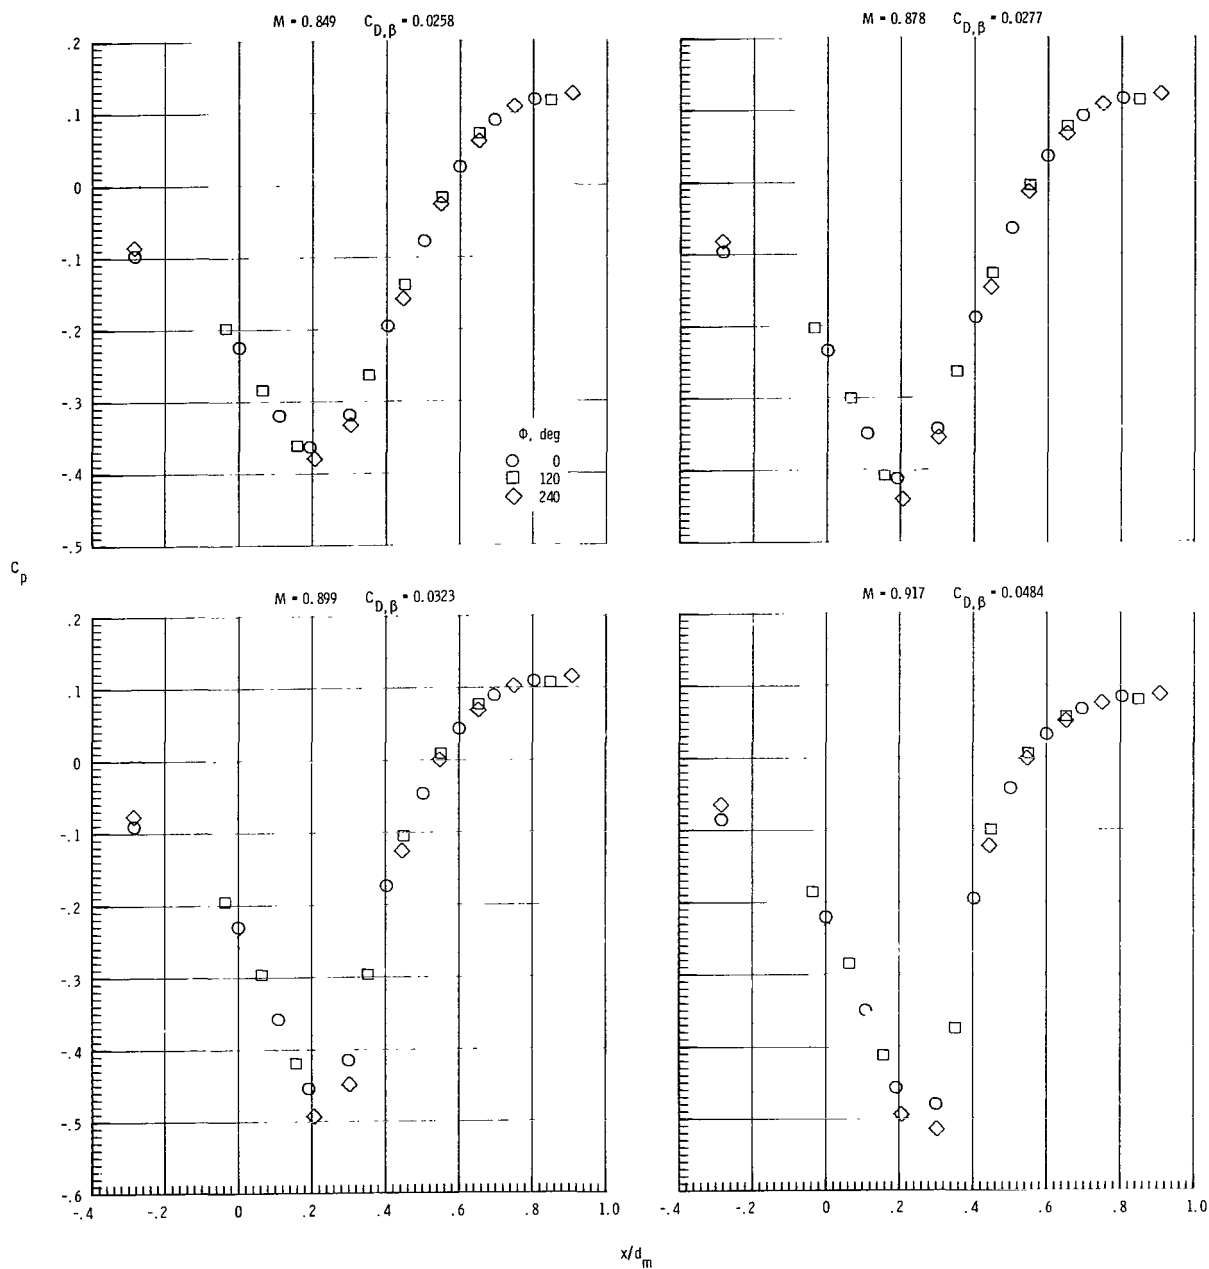 M = 0.849 C_D,β = 0.0258
M = 0.878 C_D,β = 0.0277
.2
.1
0
-.1
-.2
-.3
-.4
-.5
Φ, deg
0
120
240
C_p
M = 0.899 C_D,β = 0.0323
M = 0.917 C_D,β = 0.0484
.2
.1
0
-.1
-.2
-.3
-.4
-.5
-.6
-.4 -.2 0 .2 .4 .6 .8 1.0
-.4 -.2 0 .2 .4 .6 .8 1.0
x/d_m